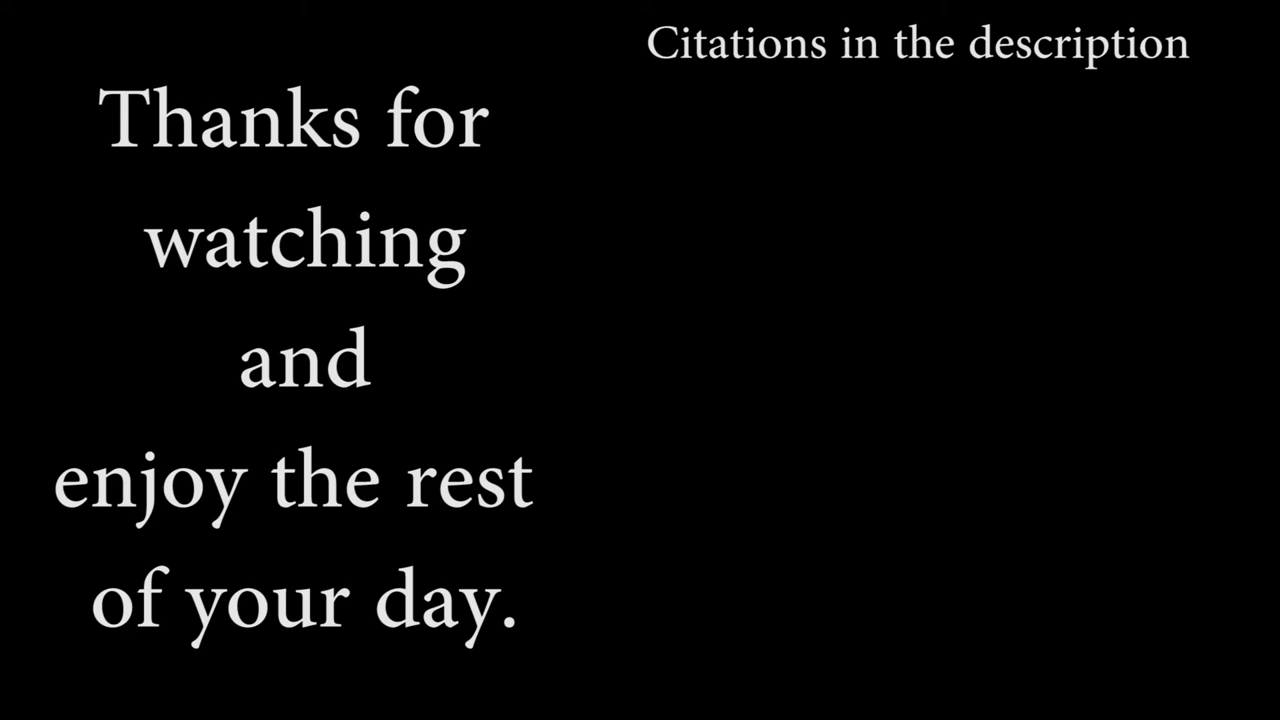 Citations in the description
Thanks for
watching
and
enjoy the rest
of your day.